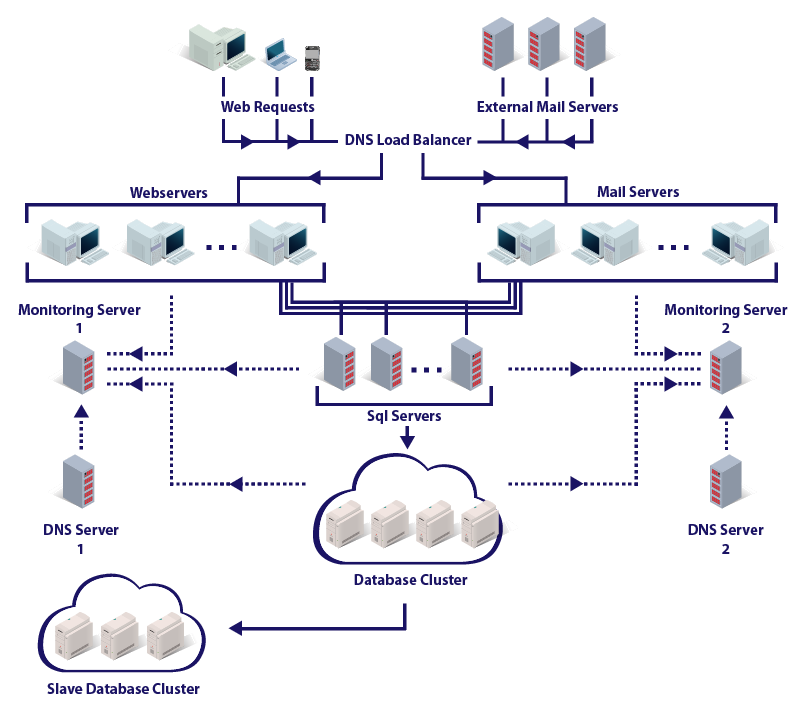 Web Requests
External Mail Servers
DNS Load Balancer
Webservers
Mail Servers
Monitoring Server
1
Monitoring Server
2
Sql Servers
DNS Server
1
DNS Server
2
Database Cluster
Slave Database Cluster